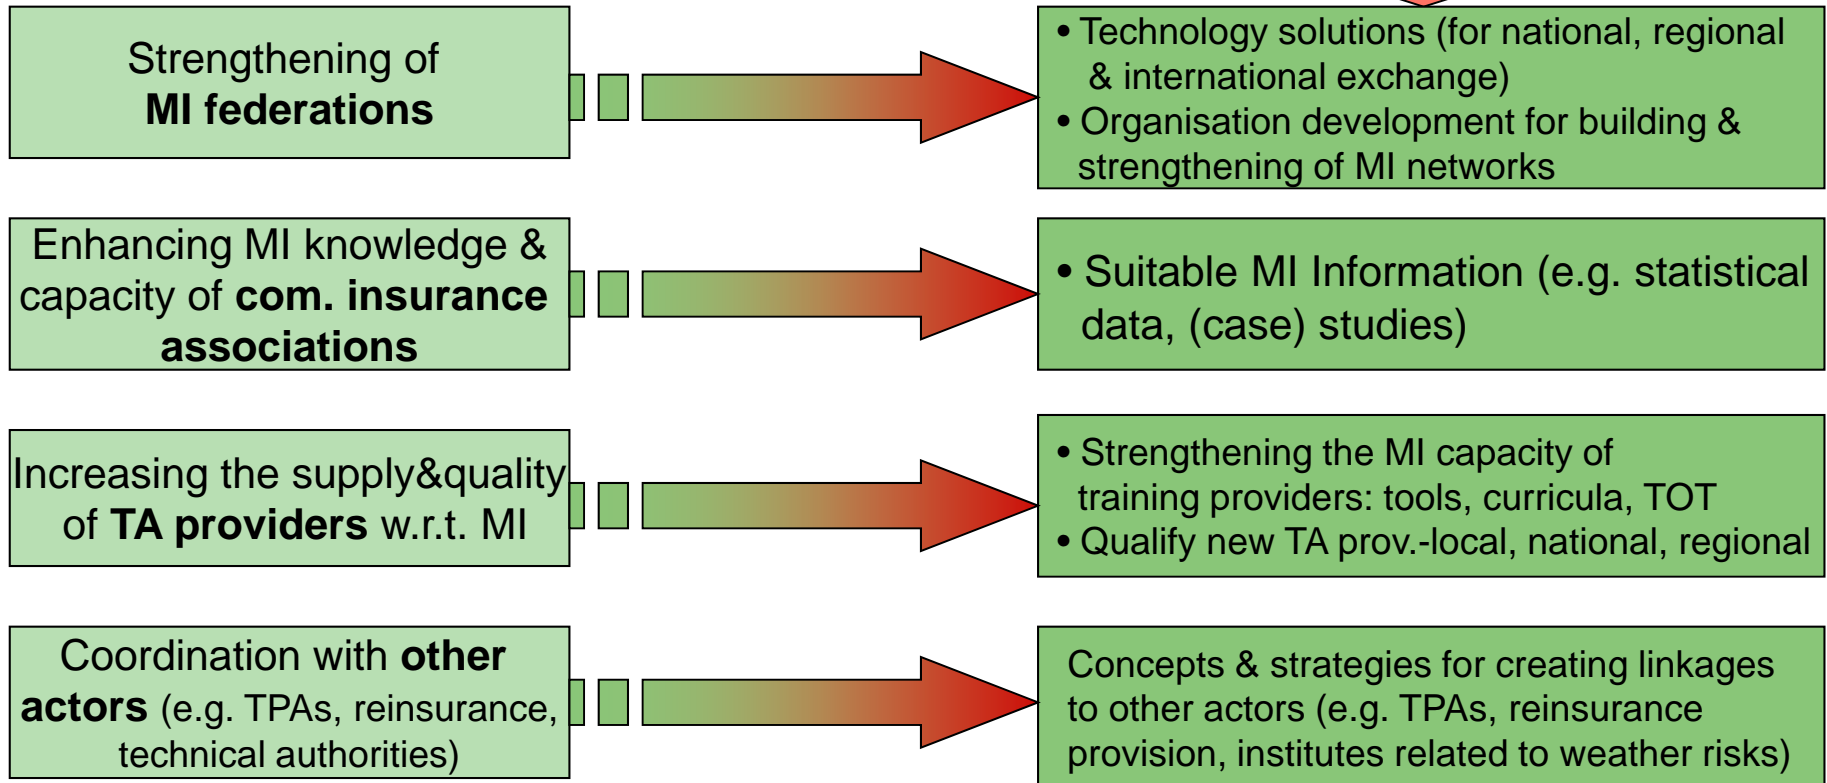 Strengthening of
MI federations
• Technology solutions (for national, regional
& international exchange)
• Organisation development for building &
strengthening of MI networks
Enhancing MI knowledge &
capacity of com. insurance
associations
• Suitable MI Information (e.g. statistical
data, (case) studies)
Increasing the supply&quality
of TA providers w.r.t. MI
• Strengthening the MI capacity of
training providers: tools, curricula, TOT
• Qualify new TA prov.-local, national, regional
Coordination with other
actors (e.g. TPAs, reinsurance,
technical authorities)
Concepts & strategies for creating linkages
to other actors (e.g. TPAs, reinsurance
provision, institutes related to weather risks)